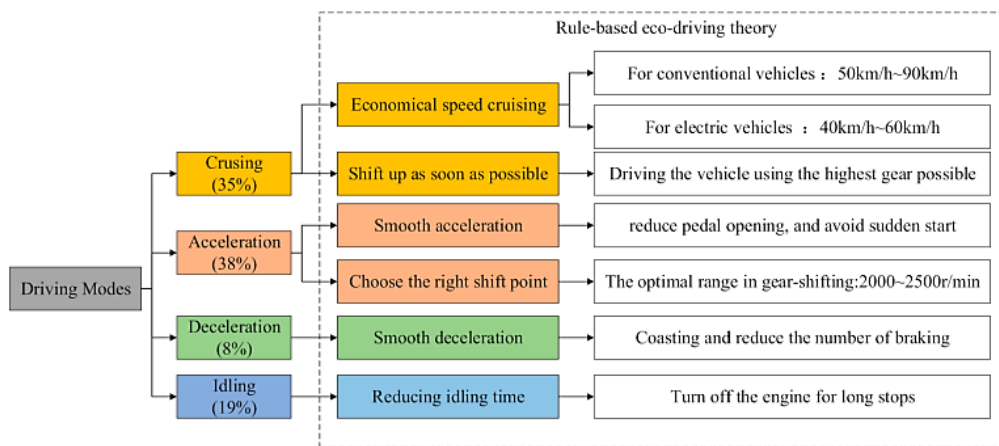 Rule-based eco-driving theory
Driving Modes
Crusing
(35%)
Economical speed cruising
For conventional vehicles ：50km/h~90km/h
For electric vehicles ：40km/h~60km/h
Shift up as soon as possible
Driving the vehicle using the highest gear possible
Acceleration
(38%)
Smooth acceleration
reduce pedal opening, and avoid sudden start
Choose the right shift point
The optimal range in gear-shifting:2000~2500r/min
Deceleration
(8%)
Smooth deceleration
Coasting and reduce the number of braking
Idling
(19%)
Reducing idling time
Turn off the engine for long stops